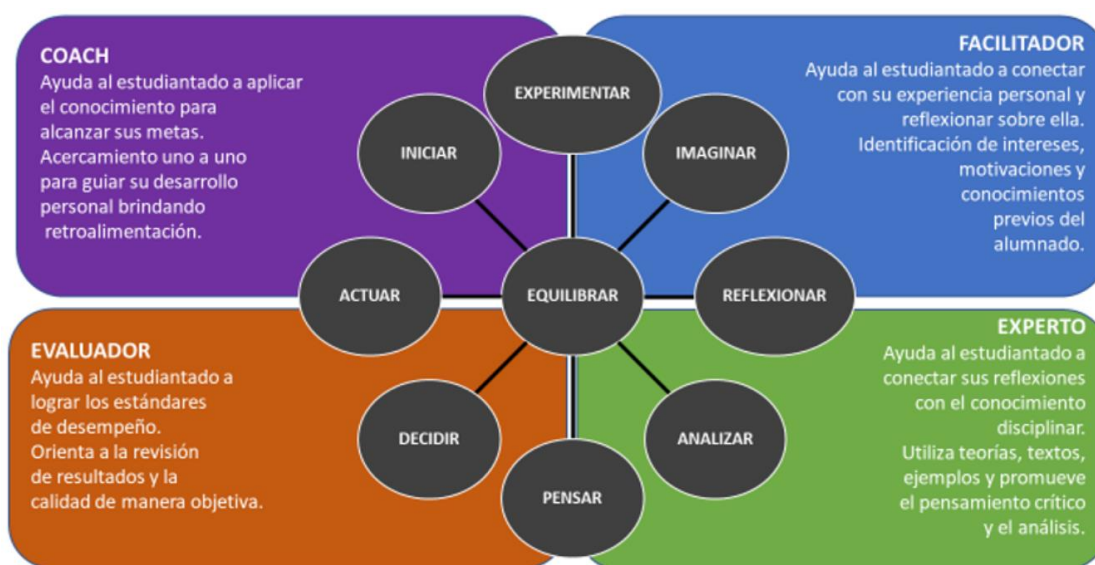 COACH
Ayuda al estudiantado a aplicar
el conocimiento para
alcanzar sus metas.
Acercamiento uno a uno
para guiar su desarrollo
personal brindando
retroalimentación.
FACILITADOR
Ayuda al estudiantado a conectar
con su experiencia personal y
reflexionar sobre ella.
Identificación de intereses,
motivaciones y
conocimientos
previos del
alumnado.
EXPERIMENTAR
INICIAR
IMAGINAR
ACTUAR
EQUILIBRAR
REFLEXIONAR
DECIDIR
ANALIZAR
PENSAR
EVALUADOR
Ayuda al estudiantado a
lograr los estándares
de desempeño.
Orienta a la revisión
de resultados y la
calidad de manera objetiva.
EXPERTO
Ayuda al estudiantado a
conectar sus reflexiones
con el conocimiento
disciplinar.
Utiliza teorías, textos,
ejemplos y promueve
el pensamiento crítico
y el análisis.